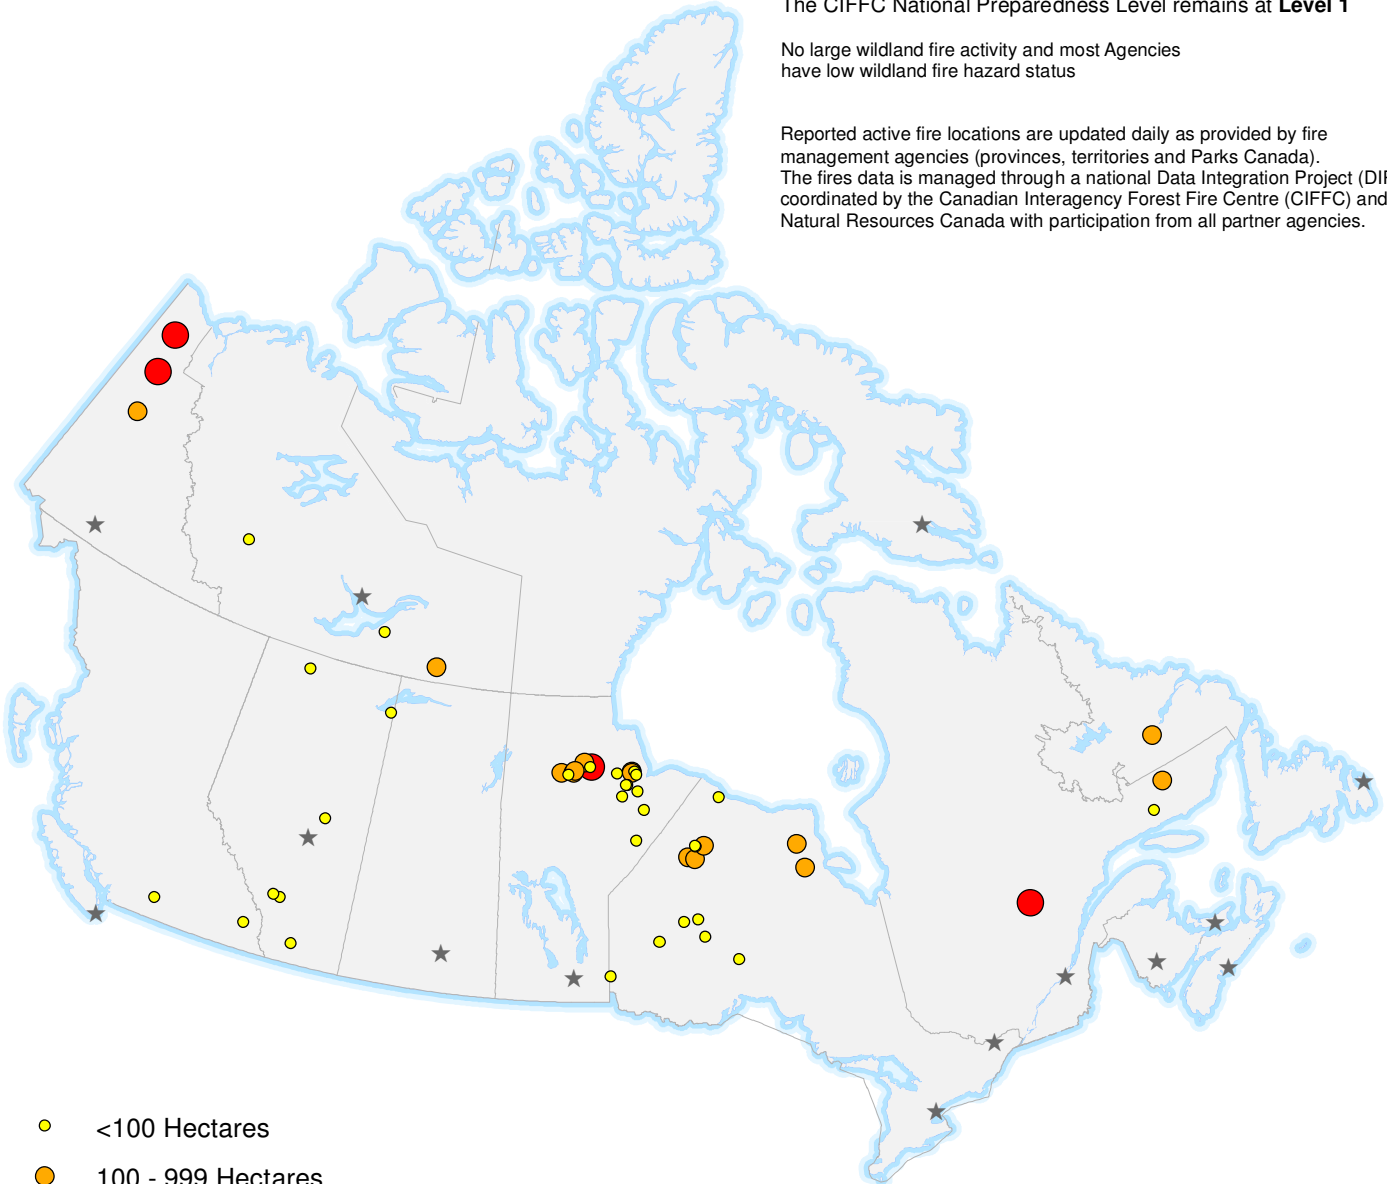 The CIFFC National Preparedness Level remains at Level 1
No large wildland fire activity and most Agencies
have low wildland fire hazard status
Reported active fire locations are updated daily as provided by fire
management agencies (provinces, territories and Parks Canada).
The fires data is managed through a national Data Integration Project (DIP
coordinated by the Canadian Interagency Forest Fire Centre (CIFFC) and
Natural Resources Canada with participation from all partner agencies.
<100 Hectares
100 - 999 Hectares